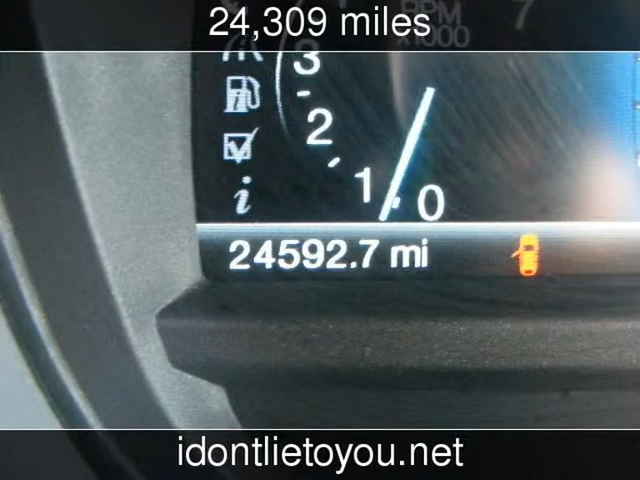 24,309 miles
RPM
x1000
7
3
2
1
0
i
24592.7 mi
idontlietoyou.net